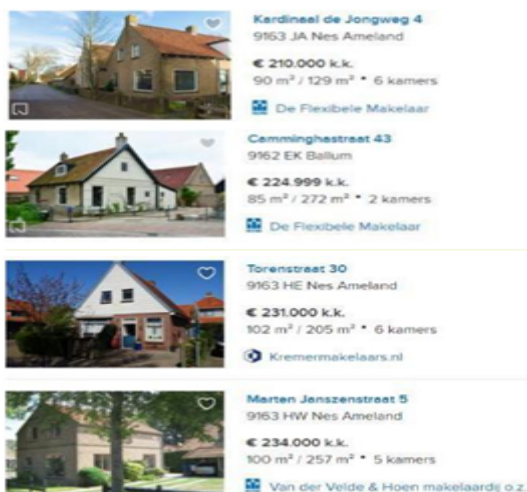 Kardinaal de Jongweg 4
9163 JA Nes Ameland
€ 210.000 k.k.
90 m² / 129 m² • 6 kamers
De Flexibele Makelaar
Camminghastraat 43
9162 EK Ballum
€ 224.999 k.k.
85 m² / 272 m² • 2 kamers
De Flexibele Makelaar
Torenstraat 30
9163 HE Nes Ameland
€ 231.000 k.k.
102 m² / 205 m² • 6 kamers
Kremermakelaars.nl
Marten Janszenstraat 5
9163 HW Nes Ameland
€ 234.000 k.k.
100 m² / 257 m² • 5 kamers
Van der Velde & Hoen makelaardij o.z.